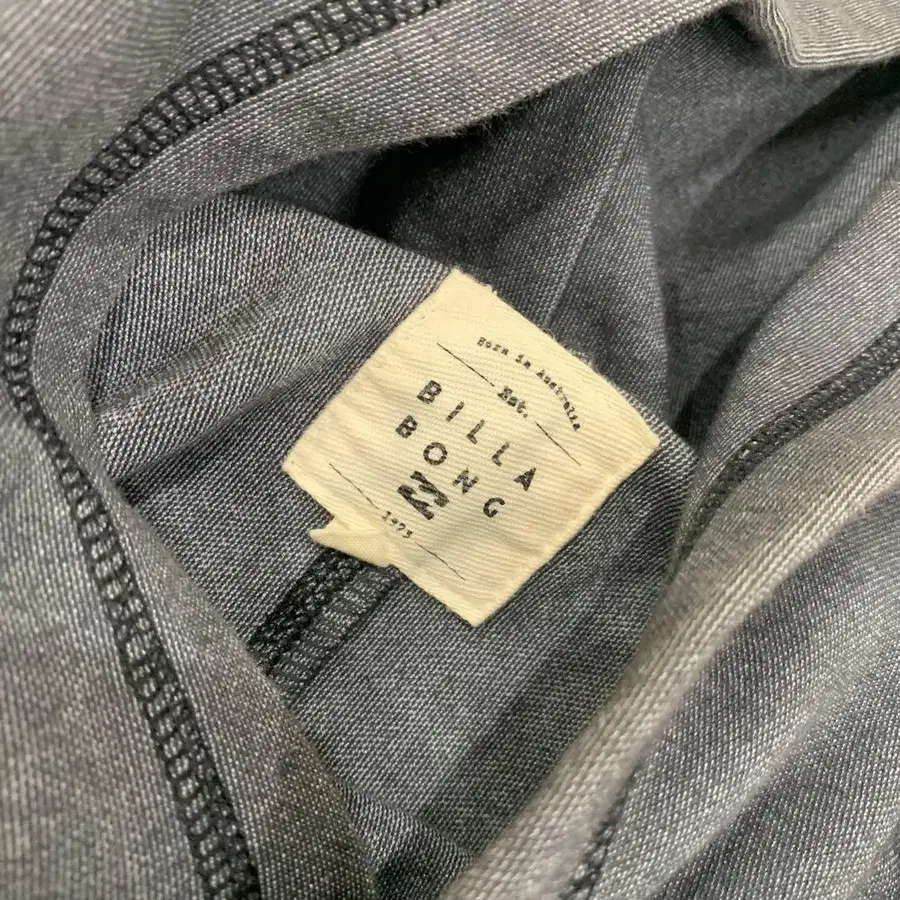 Born in Australia
Est.
BILLA
BONG
1973